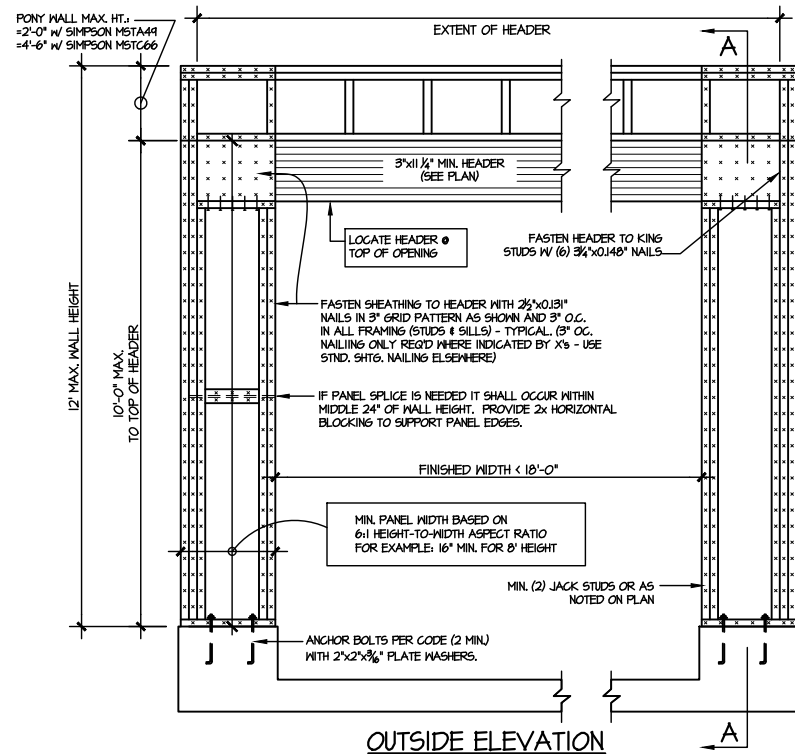 PONY WALL MAX. HT.:
=2'-0" W/ SIMPSON MSTA49
=4'-6" W/ SIMPSON MSTC66
EXTENT OF HEADER
A
3"x11 1/4" MIN. HEADER
(SEE PLAN)
LOCATE HEADER @
TOP OF OPENING
FASTEN HEADER TO KING
STUDS W/ (6) 3 1/4"x0.148" NAILS
FASTEN SHEATHING TO HEADER WITH 2 1/2"x0.131"
NAILS IN 3" GRID PATTERN AS SHOWN AND 3" O.C.
IN ALL FRAMING (STUDS & SILLS) - TYPICAL. (3" OC.
NAILIING ONLY REQ'D WHERE INDICATED BY X's - USE
STND. SHTG. NAILING ELSEWHERE)
12' MAX. WALL HEIGHT
10'-0" MAX.
TO TOP OF HEADER
IF PANEL SPLICE IS NEEDED IT SHALL OCCUR WITHIN
MIDDLE 24" OF WALL HEIGHT. PROVIDE 2x HORIZONTAL
BLOCKING TO SUPPORT PANEL EDGES.
FINISHED WIDTH < 18'-0"
MIN. PANEL WIDTH BASED ON
6:1 HEIGHT-TO-WIDTH ASPECT RATIO
FOR EXAMPLE: 16" MIN. FOR 8' HEIGHT
MIN. (2) JACK STUDS OR AS
NOTED ON PLAN
ANCHOR BOLTS PER CODE (2 MIN.)
WITH 2"x2"x3/16" PLATE WASHERS.
A
OUTSIDE ELEVATION